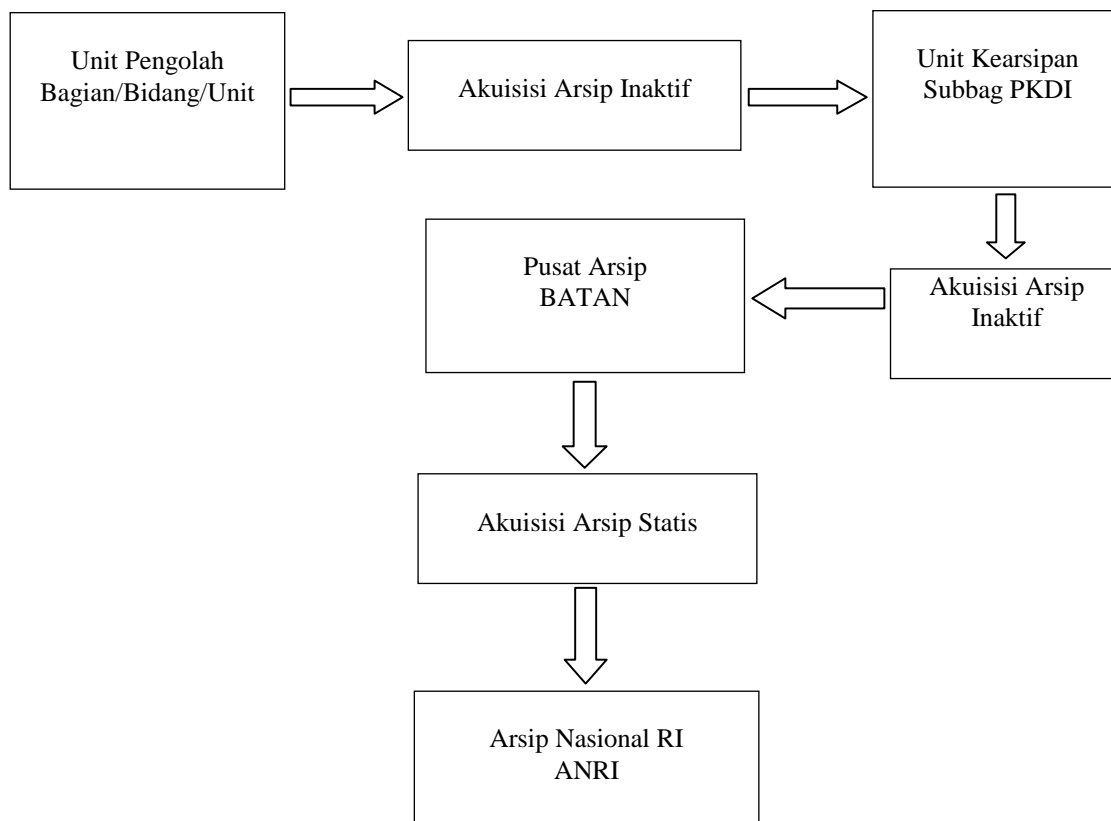 Unit Pengolah
Bagian/Bidang/Unit
Akuisisi Arsip Inaktif
Unit Kearsipan
Subbag PKDI
Akuisisi Arsip
Inaktif
Pusat Arsip
BATAN
Akuisisi Arsip Statis
Arsip Nasional RI
ANRI